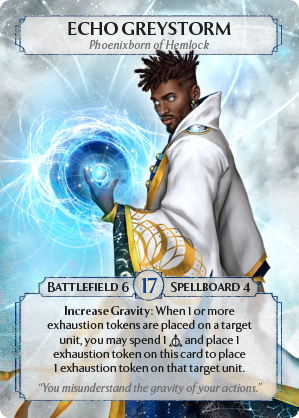 ECHO GREYSTORM
Phoenixborn of Hemlock
BATTLEFIELD 6 17 SPELLBOARD 4
Increase Gravity: When 1 or more
exhaustion tokens are placed on a target
unit, you may spend 1 , and place 1
exhaustion token on this card to place
1 exhaustion token on that target unit.
"You misunderstand the gravity of your actions."